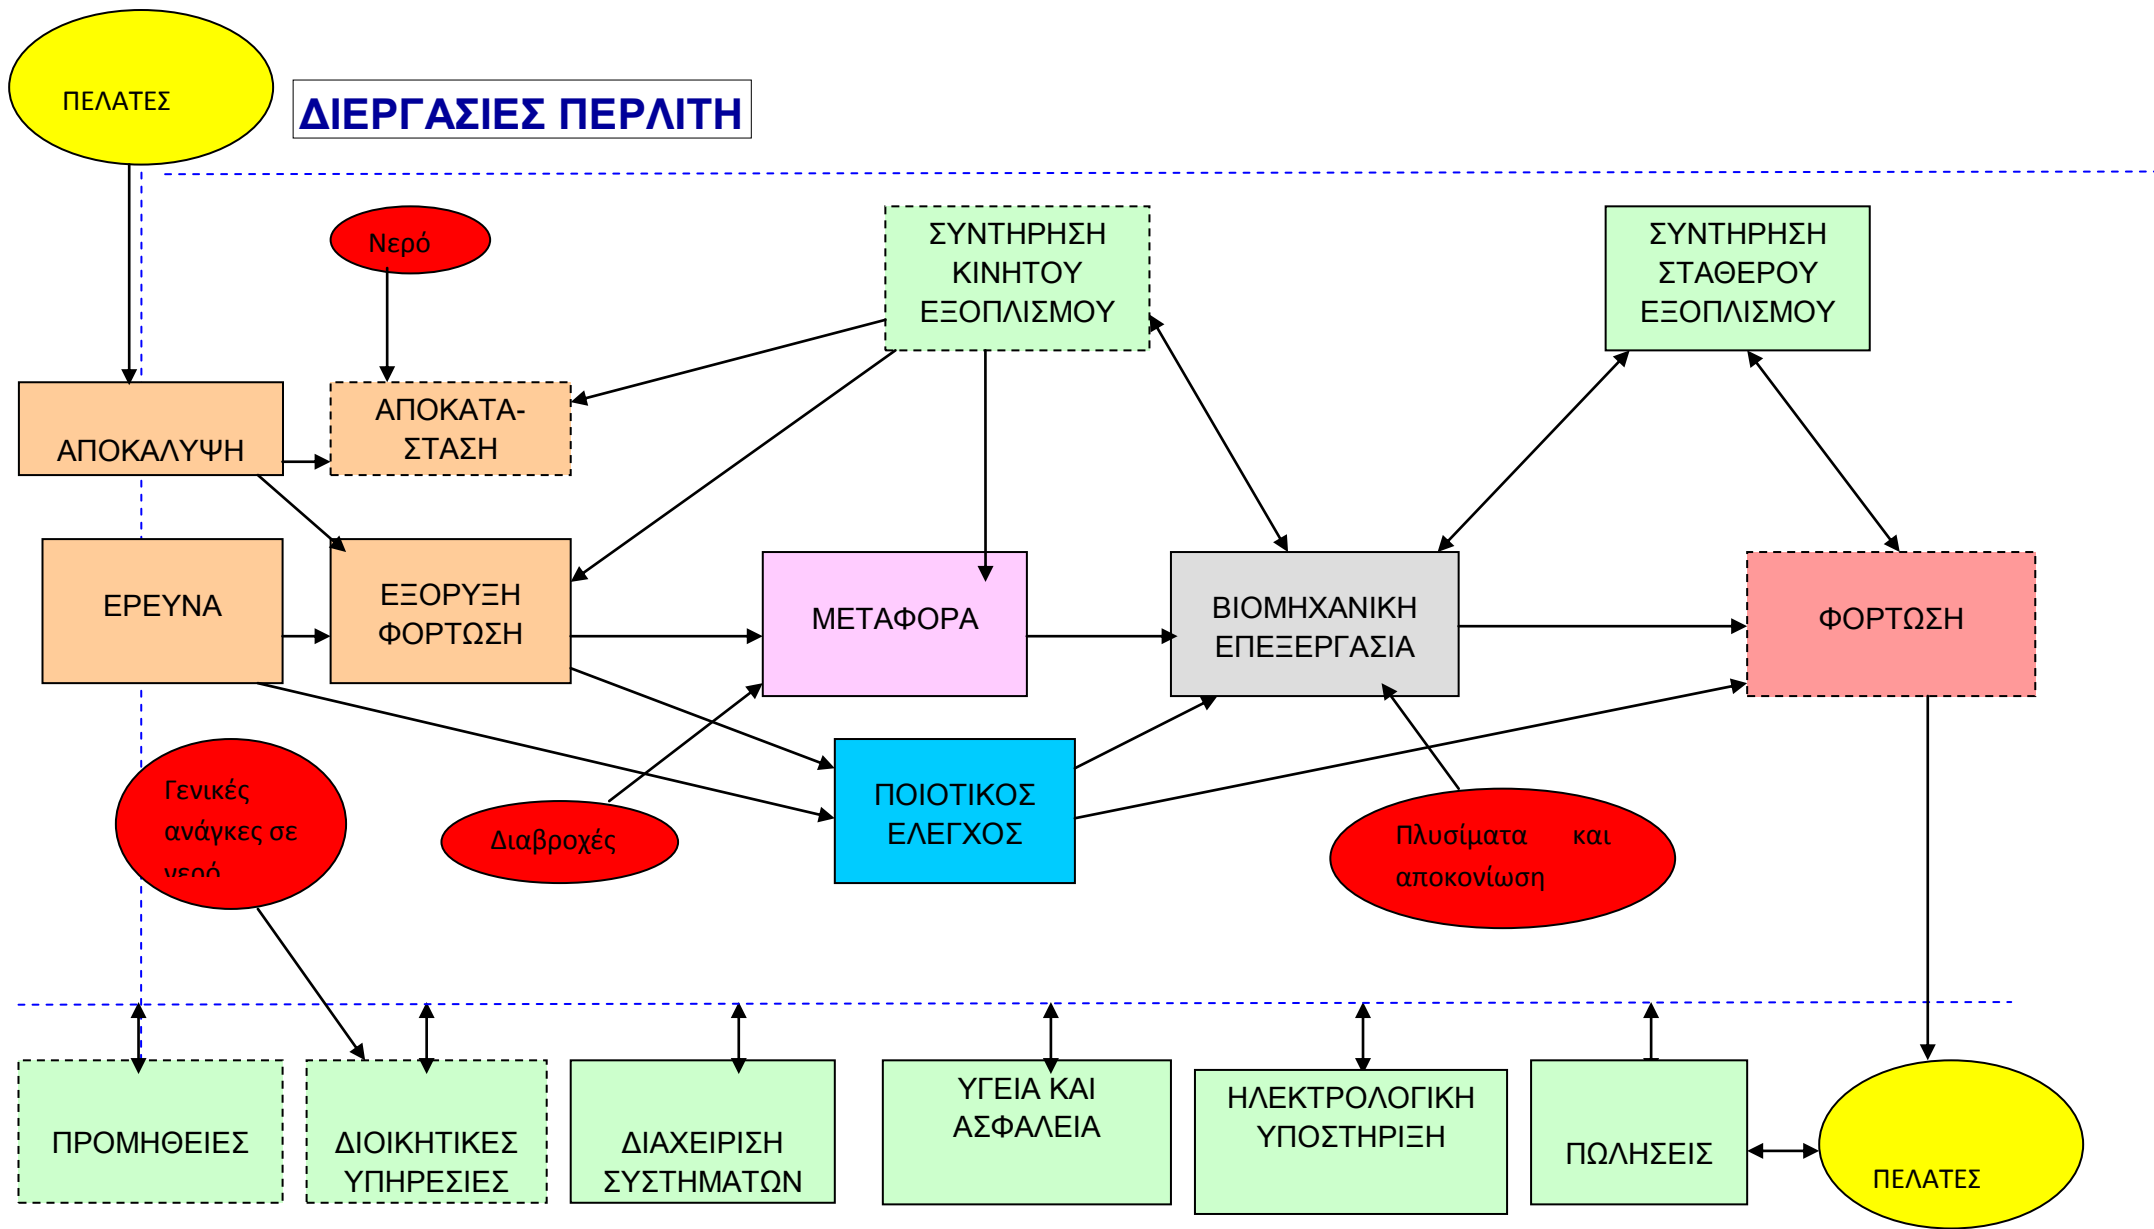 ΠΕΛΑΤΕΣ
ΔΙΕΡΓΑΣΙΕΣ ΠΕΡΛΙΤΗ
Νερό
ΣΥΝΤΗΡΗΣΗ
ΚΙΝΗΤΟΥ
ΕΞΟΠΛΙΣΜΟΥ
ΣΥΝΤΗΡΗΣΗ
ΣΤΑΘΕΡΟΥ
ΕΞΟΠΛΙΣΜΟΥ
ΑΠΟΚΑΛΥΨΗ
ΑΠΟΚΑΤΑ-
ΣΤΑΣΗ
ΕΡΕΥΝΑ
ΕΞΟΡΥΞΗ
ΦΟΡΤΩΣΗ
ΜΕΤΑΦΟΡΑ
ΒΙΟΜΗΧΑΝΙΚΗ
ΕΠΕΞΕΡΓΑΣΙΑ
ΦΟΡΤΩΣΗ
Γενικές
ανάγκες σε
νερό
Διαβροχές
ΠΟΙΟΤΙΚΟΣ
ΕΛΕΓΧΟΣ
Πλυσίματα και
αποκονίωση
ΠΡΟΜΗΘΕΙΕΣ
ΔΙΟΙΚΗΤΙΚΕΣ
ΥΠΗΡΕΣΙΕΣ
ΔΙΑΧΕΙΡΙΣΗ
ΣΥΣΤΗΜΑΤΩΝ
ΥΓΕΙΑ ΚΑΙ
ΑΣΦΑΛΕΙΑ
ΗΛΕΚΤΡΟΛΟΓΙΚΗ
ΥΠΟΣΤΗΡΙΞΗ
ΠΩΛΗΣΕΙΣ
ΠΕΛΑΤΕΣ